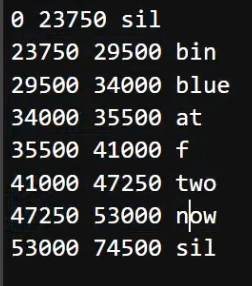 0 23750 sil
23750 29500 bin
29500 34000 blue
34000 35500 at
35500 41000 f
41000 47250 two
47250 53000 now
53000 74500 sil